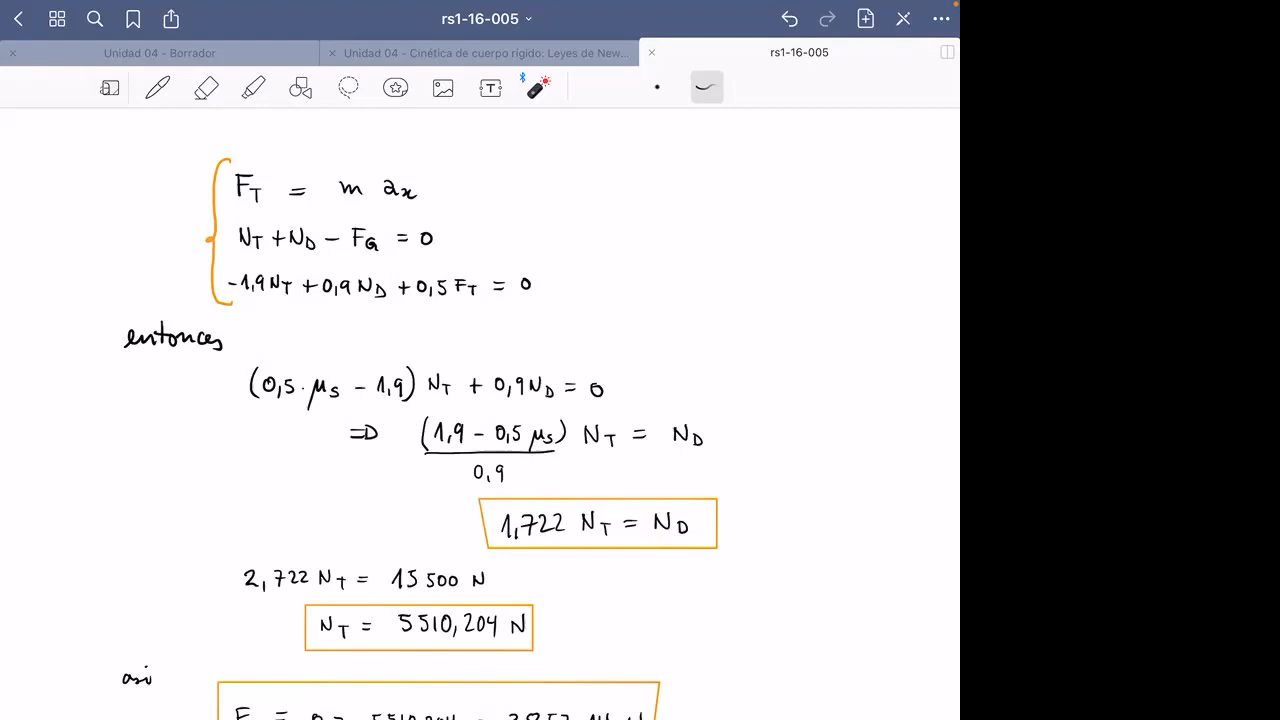 rs1-16-005
Unidad 04 - Borrador
Unidad 04 - Cinética de cuerpo rígido: Leyes de New...
rs1-16-005
F_T = m a_x
N_T + N_D - F_G = 0
-1,9 N_T + 0,9 N_D + 0,5 F_T = 0
entonces
(0,5 · μ_s - 1,9) N_T + 0,9 N_D = 0
⇒ (1,9 - 0,5 μ_s) N_T = N_D
0,9
1,722 N_T = N_D
2,722 N_T = 15 500 N
N_T = 5510,204 N
asi